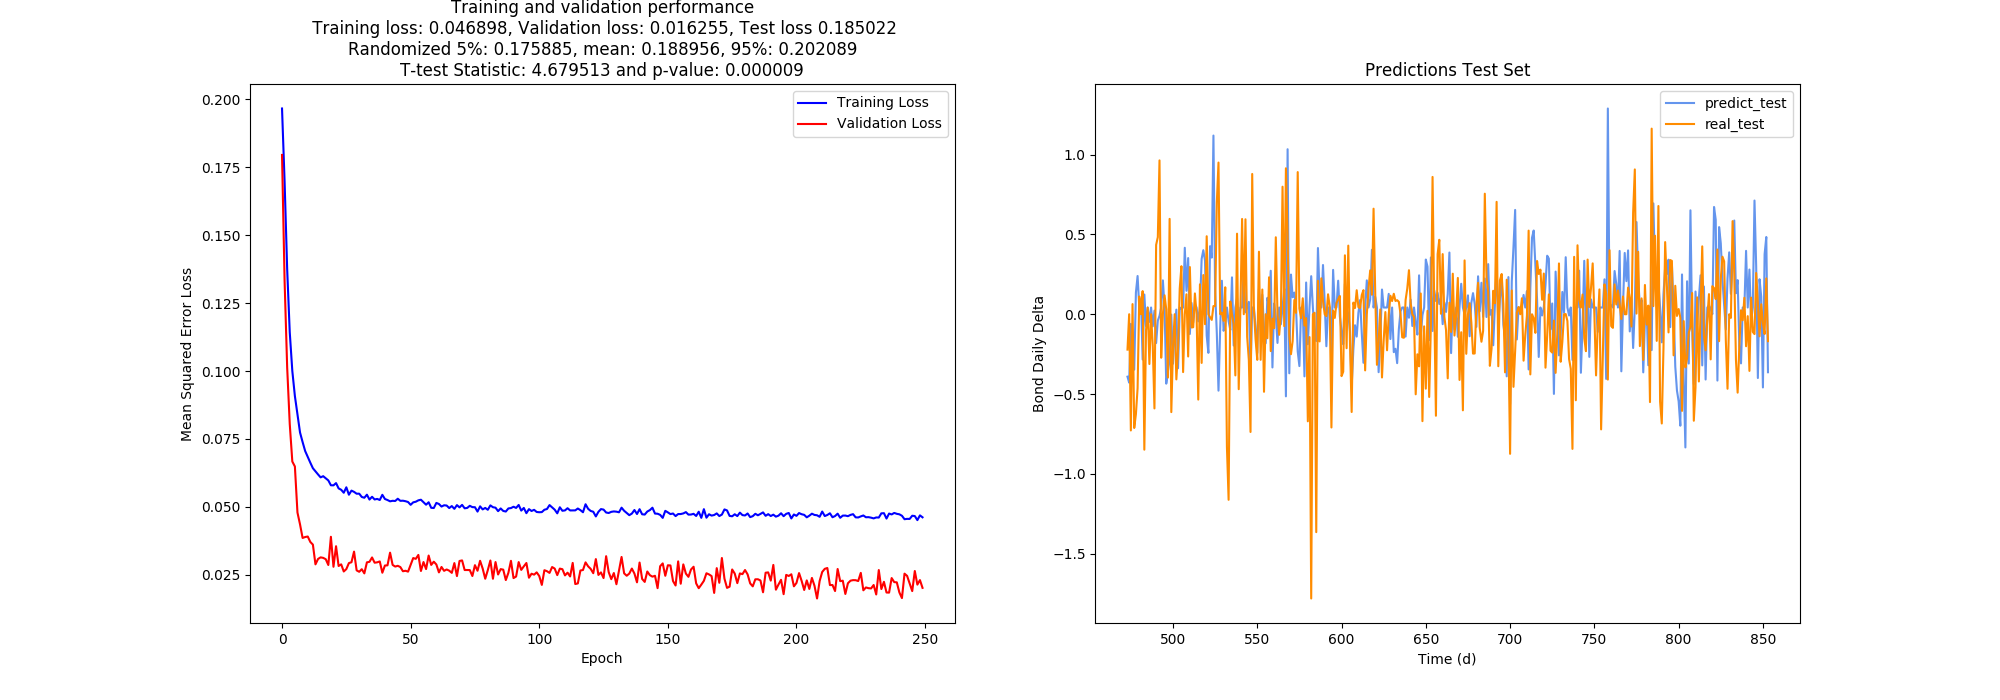 Training and validation performance
Training loss: 0.046898, Validation loss: 0.016255, Test loss 0.185022
Randomized 5%: 0.175885, mean: 0.188956, 95%: 0.202089
T-test Statistic: 4.679513 and p-value: 0.000009
Training Loss
Validation Loss
0.200
0.175
0.150
0.125
0.100
0.075
0.050
0.025
Mean Squared Error Loss
0
50
100
150
200
250
Epoch
Predictions Test Set
predict_test
real_test
1.0
0.5
0.0
−0.5
−1.0
−1.5
Bond Daily Delta
500
550
600
650
700
750
800
850
Time (d)